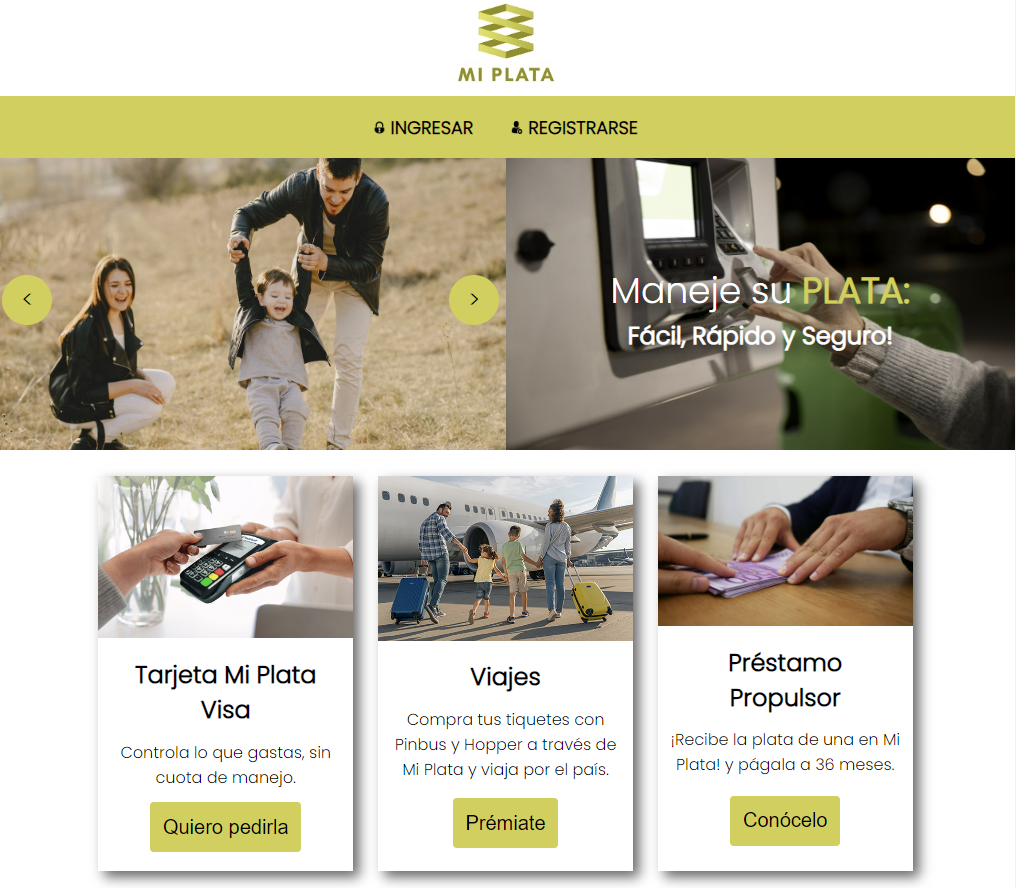 MI PLATA
INGRESAR
REGISTRARSE
Maneje su PLATA:
Fácil, Rápido y Seguro!
Tarjeta Mi Plata
Visa
Controla lo que gastas, sin
cuota de manejo.
Quiero pedirla
Viajes
Compra tus tiquetes con
Pinbus y Hopper a través de
Mi Plata y viaja por el país.
Prémiate
Préstamo
Propulsor
¡Recibe la plata de una en Mi
Plata! y págala a 36 meses.
Conócelo